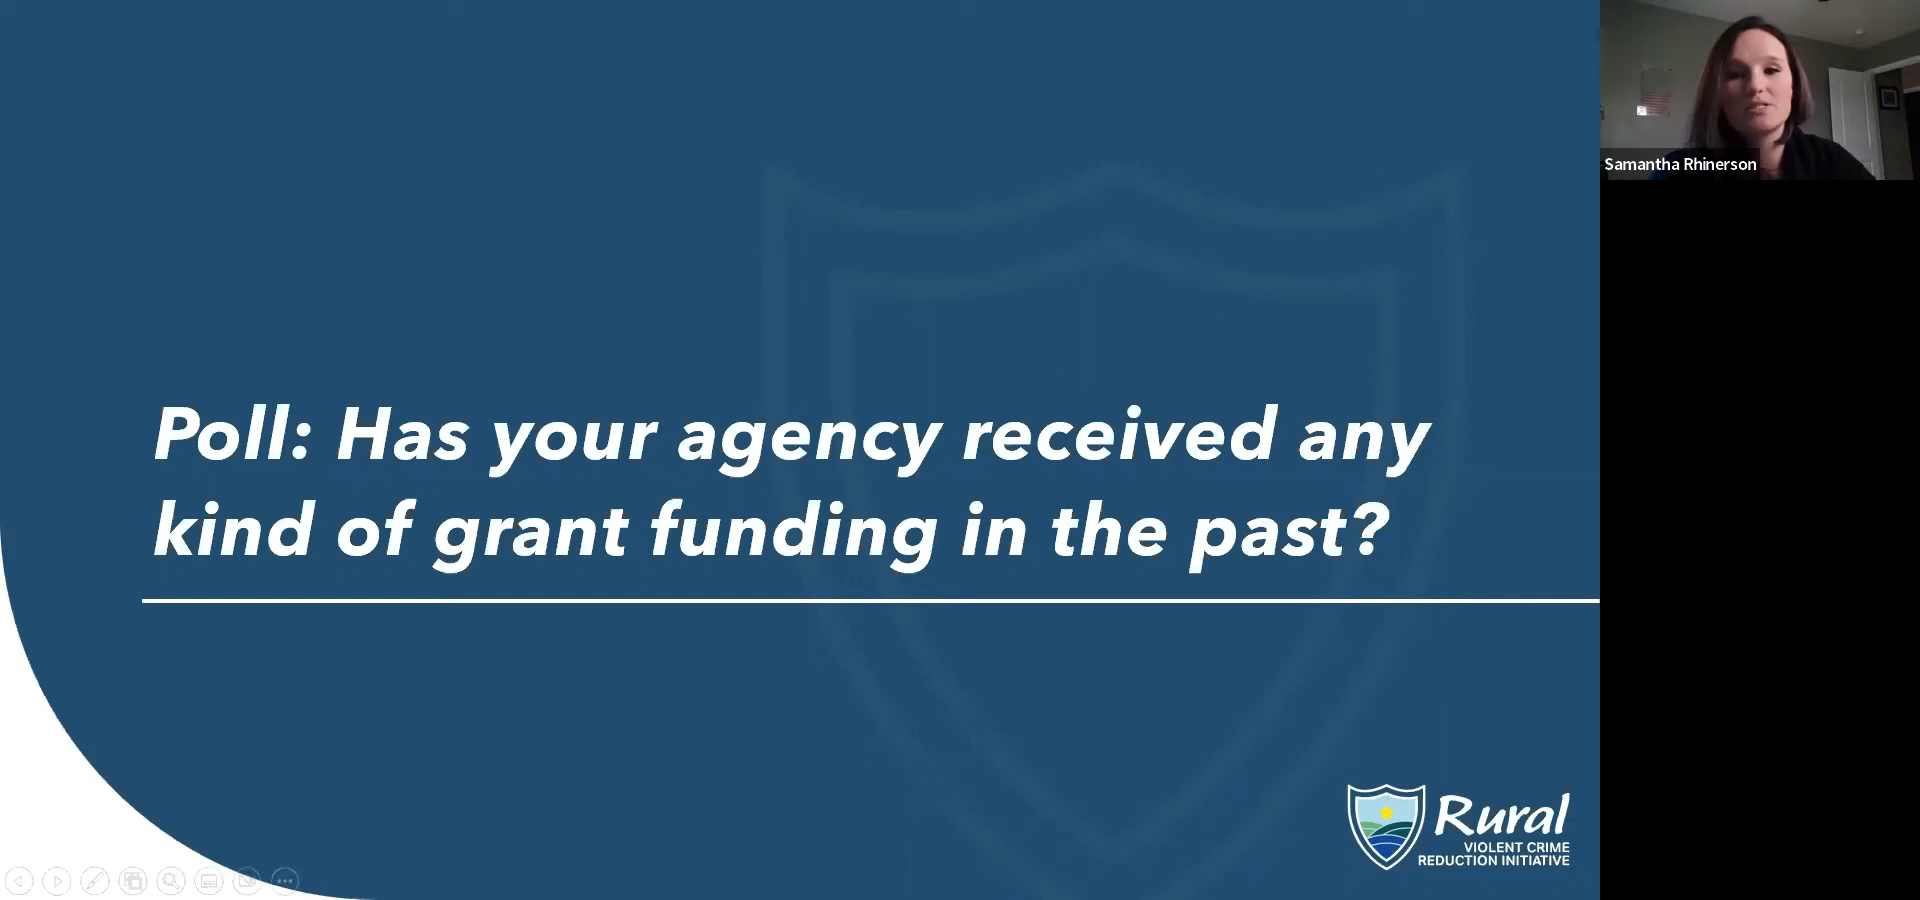 Poll: Has your agency received any
kind of grant funding in the past?
Samantha Rhinerson
Rural
VIOLENT CRIME
REDUCTION INITIATIVE